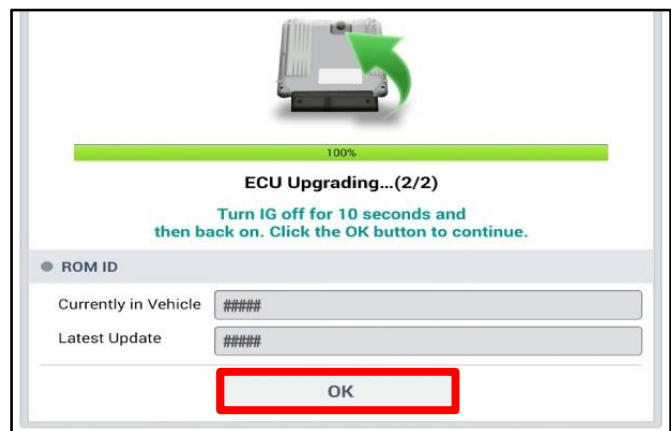 100%
ECU Upgrading...(2/2)
Turn IG off for 10 seconds and
then back on. Click the OK button to continue.
ROM ID
Currently in Vehicle #####
Latest Update #####
OK